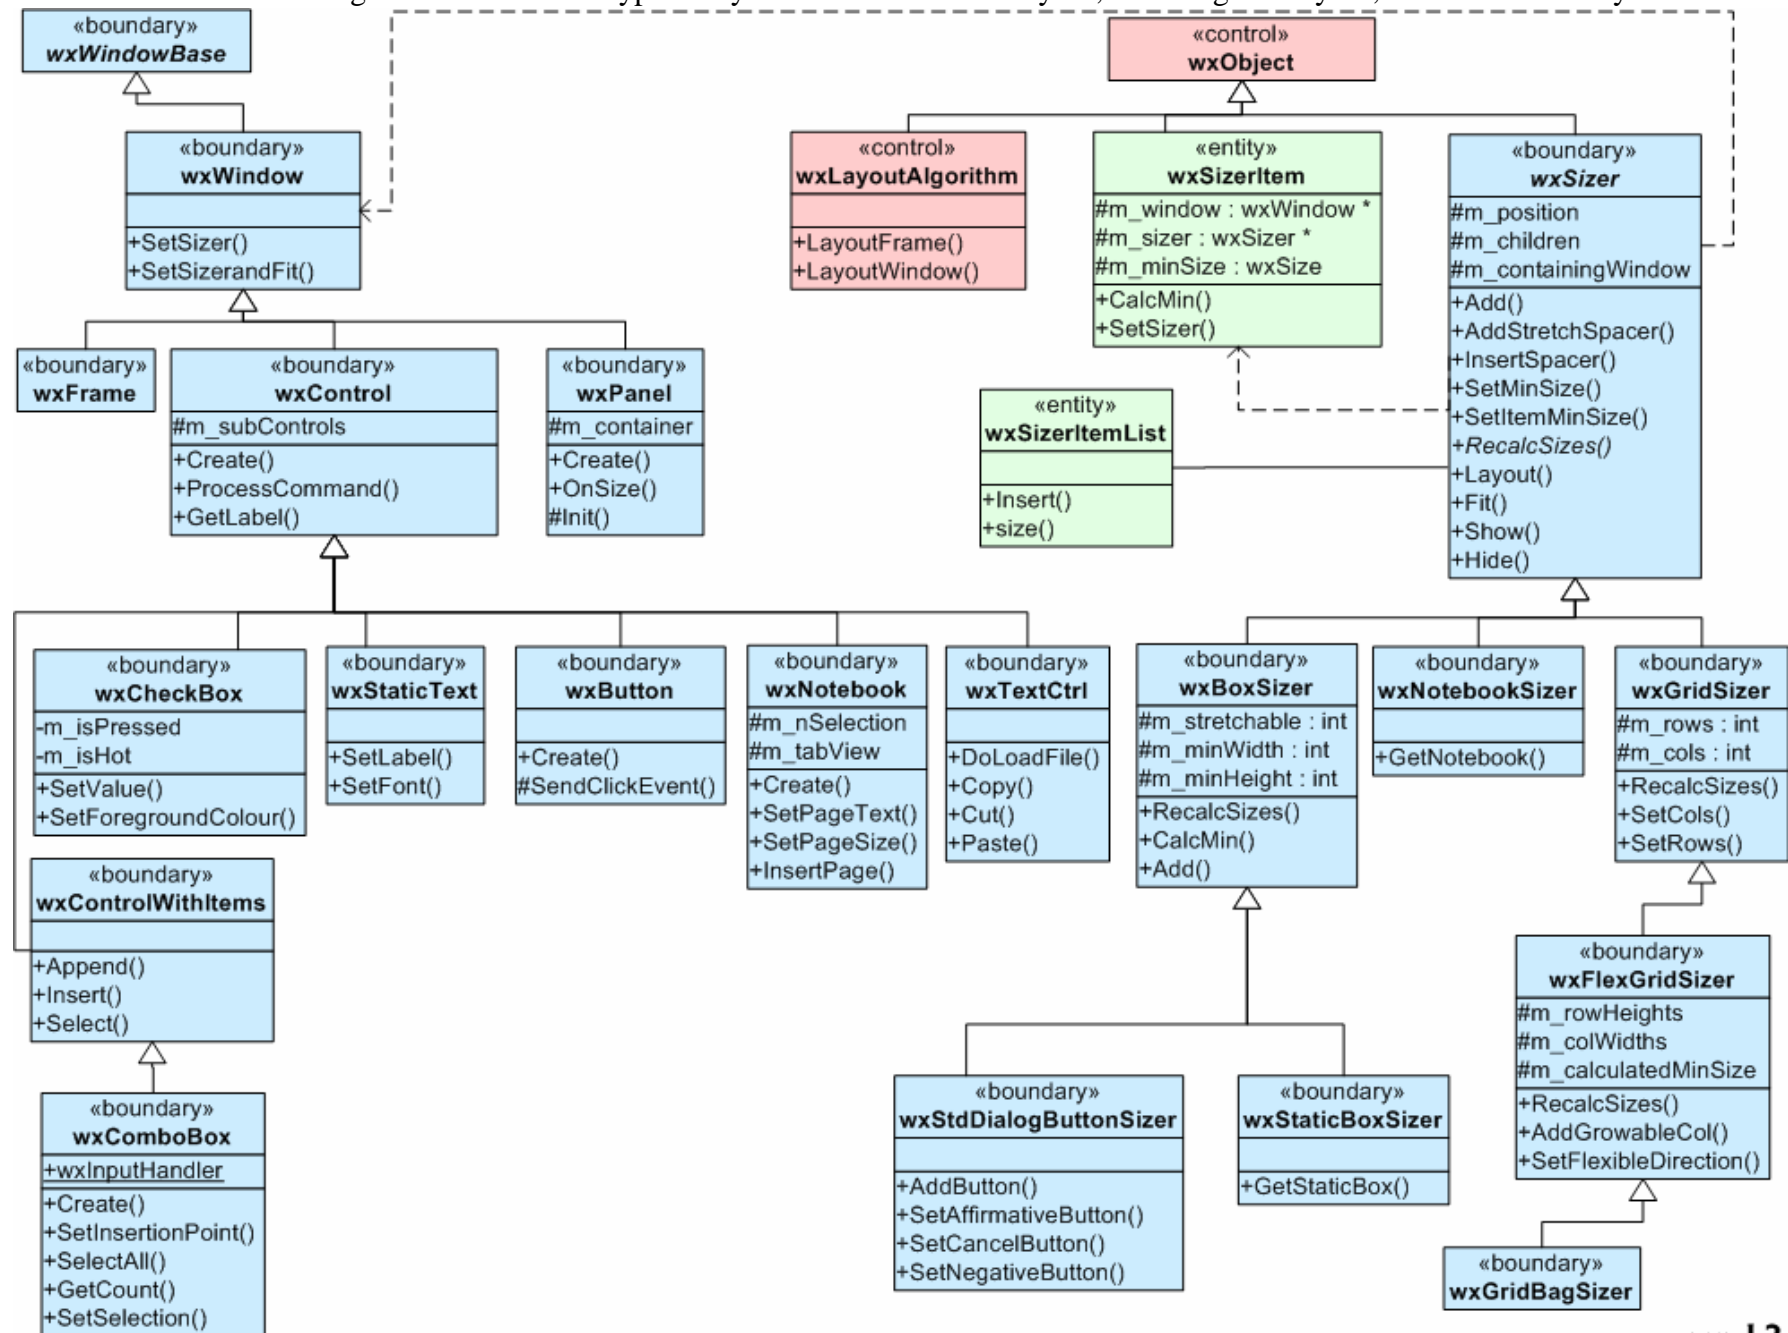 «boundary»
wxWindowBase
«control»
wxObject
«boundary»
wxWindow
+SetSizer()
+SetSizerandFit()
«control»
wxLayoutAlgorithm
+LayoutFrame()
+LayoutWindow()
«entity»
wxSizerItem
#m_window : wxWindow *
#m_sizer : wxSizer *
#m_minSize : wxSize
+CalcMin()
+SetSizer()
«boundary»
wxSizer
#m_position
#m_children
#m_containingWindow
+Add()
+AddStretchSpacer()
+InsertSpacer()
+SetMinSize()
+SetItemMinSize()
+RecalcSizes()
+Layout()
+Fit()
+Show()
+Hide()
«boundary»
wxFrame
«boundary»
wxControl
#m_subControls
+Create()
+ProcessCommand()
+GetLabel()
«boundary»
wxPanel
#m_container
+Create()
+OnSize()
#Init()
«entity»
wxSizerItemList
+Insert()
+size()
«boundary»
wxCheckBox
-m_isPressed
-m_isHot
+SetValue()
+SetForegroundColour()
«boundary»
wxStaticText
+SetLabel()
+SetFont()
«boundary»
wxButton
+Create()
#SendClickEvent()
«boundary»
wxNotebook
#m_nSelection
#m_tabView
+Create()
+SetPageText()
+SetPageSize()
+InsertPage()
«boundary»
wxTextCtrl
+DoLoadFile()
+Copy()
+Cut()
+Paste()
«boundary»
wxBoxSizer
#m_stretchable : int
#m_minWidth : int
#m_minHeight : int
+RecalcSizes()
+CalcMin()
+Add()
«boundary»
wxNotebookSizer
+GetNotebook()
«boundary»
wxGridSizer
#m_rows : int
#m_cols : int
+RecalcSizes()
+SetCols()
+SetRows()
«boundary»
wxControlWithItems
+Append()
+Insert()
+Select()
«boundary»
wxFlexGridSizer
#m_rowHeights
#m_colWidths
#m_calculatedMinSize
+RecalcSizes()
+AddGrowableCol()
+SetFlexibleDirection()
«boundary»
wxComboBox
+wxInputHandler
+Create()
+SetInsertionPoint()
+SelectAll()
+GetCount()
+SetSelection()
«boundary»
wxStdDialogButtonSizer
+AddButton()
+SetAffirmativeButton()
+SetCancelButton()
+SetNegativeButton()
«boundary»
wxStaticBoxSizer
+GetStaticBox()
«boundary»
wxGridBagSizer